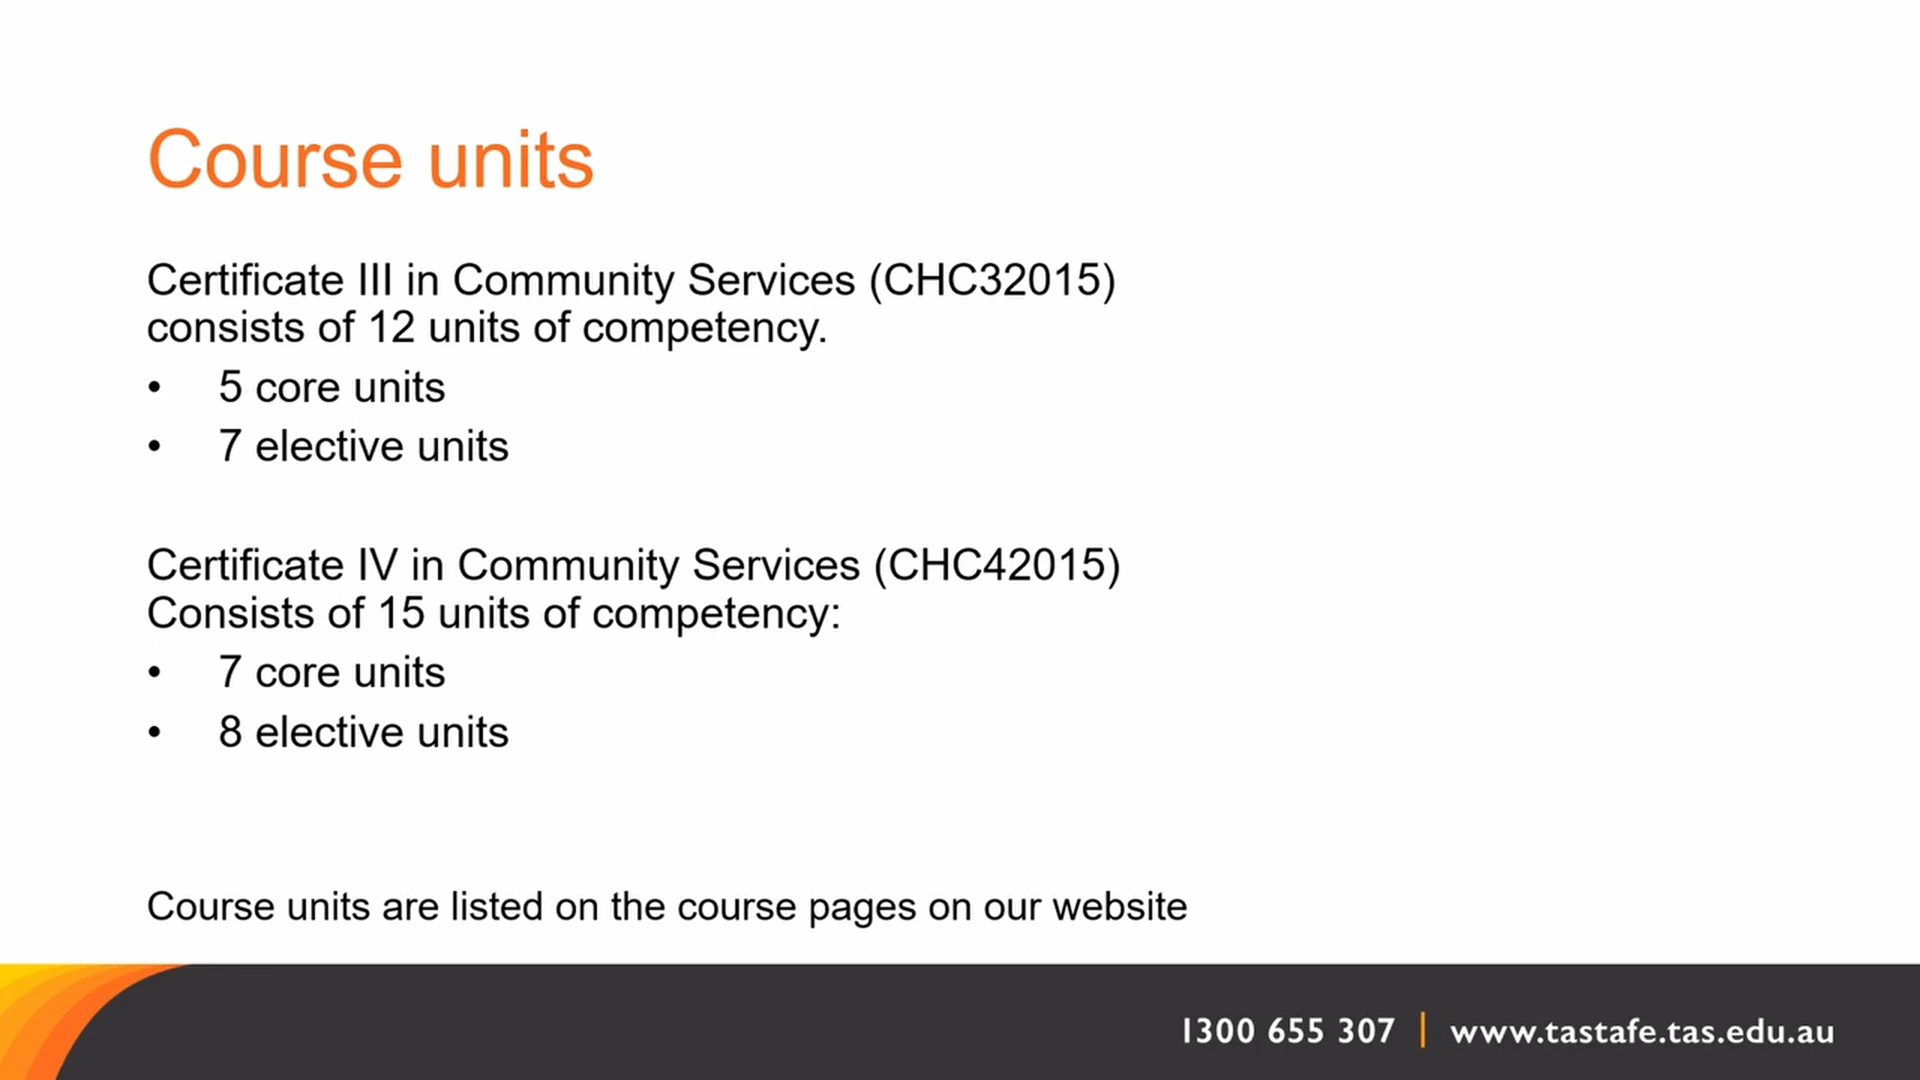 Course units
Certificate III in Community Services (CHC32015)
consists of 12 units of competency.
• 5 core units
• 7 elective units
Certificate IV in Community Services (CHC42015)
Consists of 15 units of competency:
• 7 core units
• 8 elective units
Course units are listed on the course pages on our website
1300 655 307 | www.tastafe.tas.edu.au